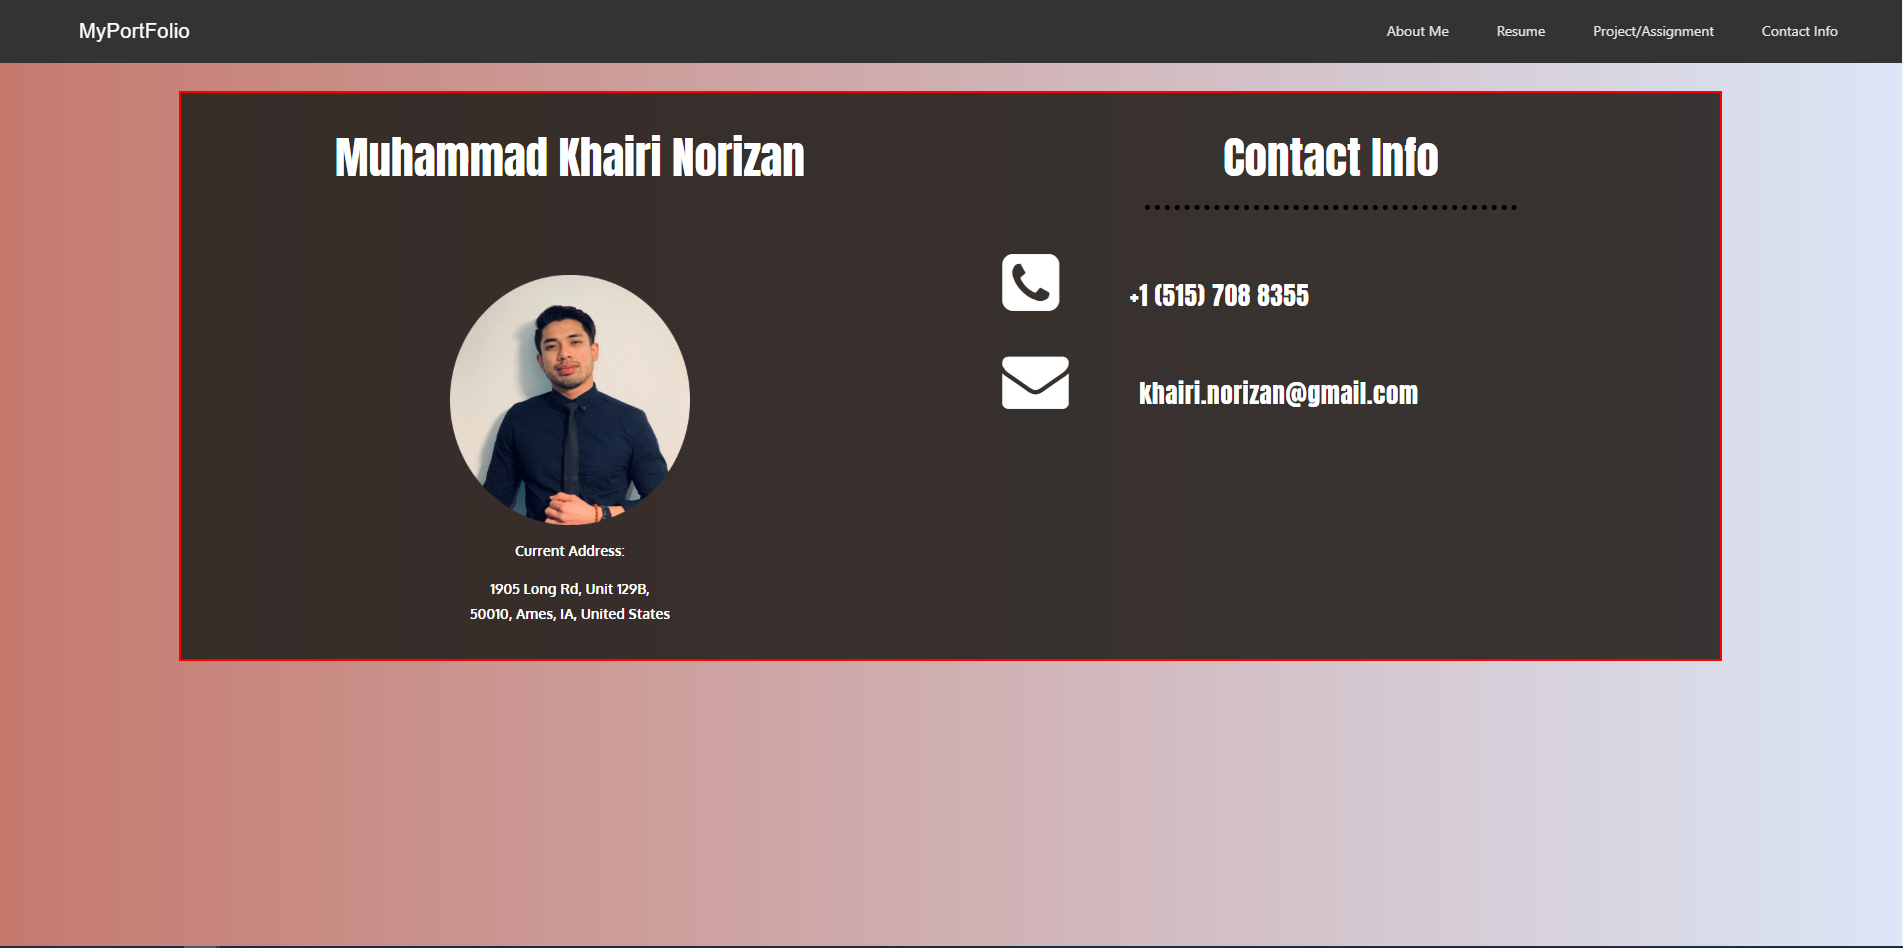 MyPortFolio
About Me
Resume
Project/Assignment
Contact Info
Muhammad Khairi Norizan
Current Address:
1905 Long Rd, Unit 129B,
50010, Ames, IA, United States
Contact Info
+1 (515) 708 8355
khairi.norizan@gmail.com